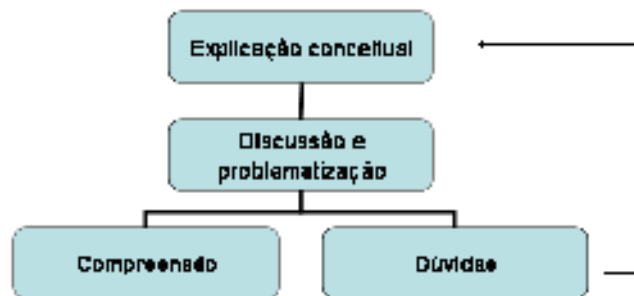 Explicação conceitual
Discussão e
problematização
Compreensão
Dúvidas